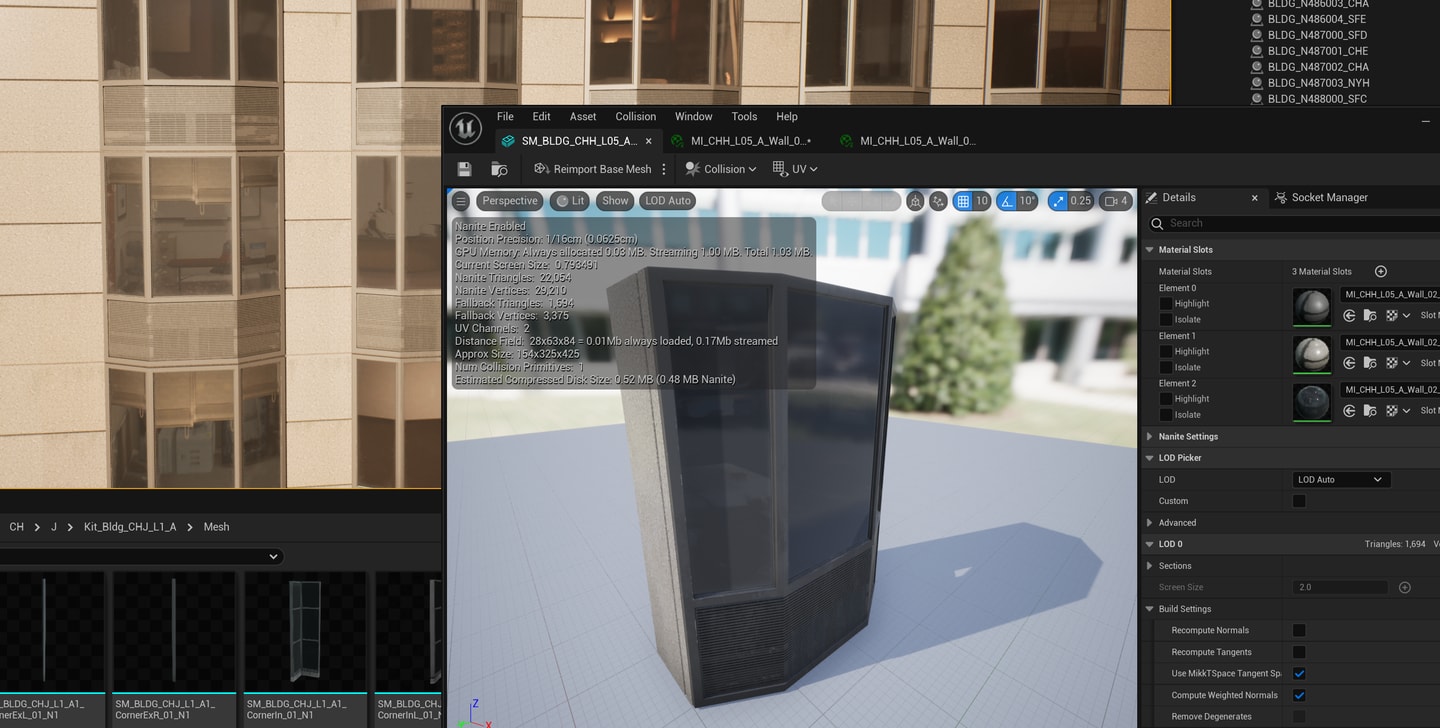 BLDG_N486003_CHA
BLDG_N486004_SFE
BLDG_N487000_SFD
BLDG_N487001_CHE
BLDG_N487002_CHA
BLDG_N487003_NYH
BLDG_N488000_SFC
File Edit Asset Collision Window Tools Help
SM_BLDG_CHH_L05_A... MI_CHH_L05_A_Wall_0...• MI_CHH_L05_A_Wall_0...
Reimport Base Mesh Collision UV
Perspective Lit Show LOD Auto 10 10° 0.25 4
Nanite Enabled
Position Precision: 1/16cm (0.0625cm)
GPU Memory: Always allocated 0.03 MB. Streaming 1.00 MB. Total 1.03 MB.
Current Screen Size: 0.793491
Nanite Triangles: 22,054
Nanite Vertices: 29,210
Fallback Triangles: 1,694
Fallback Vertices: 3,375
UV Channels: 2
Distance Field: 28x63x84 = 0.01Mb always loaded, 0.17Mb streamed
Approx Size: 154x325x425
Num Collision Primitives: 1
Estimated Compressed Disk Size: 0.52 MB (0.48 MB Nanite)
Z
X
Details Socket Manager
Search
Material Slots
Material Slots 3 Material Slots
Element 0
Highlight
Isolate
MI_CHH_L05_A_Wall_02_
Slot
Element 1
Highlight
Isolate
MI_CHH_L05_A_Wall_02_
Slot
Element 2
Highlight
Isolate
MI_CHH_L05_A_Wall_02_
Slot
Nanite Settings
LOD Picker
LOD LOD Auto
Custom
Advanced
LOD 0 Triangles: 1,694
Sections
Screen Size 2.0
Build Settings
Recompute Normals
Recompute Tangents
Use MikkTSpace Tangent Sp
Compute Weighted Normals
Remove Degenerates
CH > J > Kit_Bldg_CHJ_L1_A > Mesh
_BLDG_CHJ_L1_A1_
nerExL_01_N1
SM_BLDG_CHJ_L1_A1_
CornerExR_01_N1
SM_BLDG_CHJ_L1_A1_
CornerIn_01_N1
SM_BLDG_CHJ
CornerInL_01_N